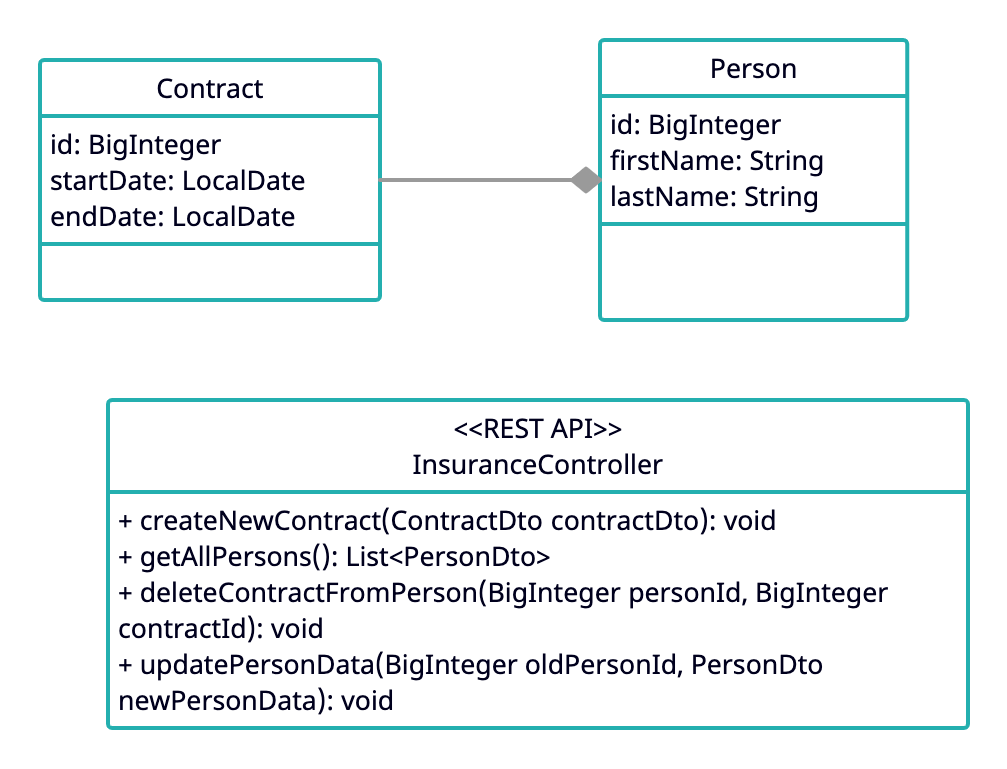 Contract
id: BigInteger
startDate: LocalDate
endDate: LocalDate
Person
id: BigInteger
firstName: String
lastName: String
<<REST API>>
InsuranceController
+ createNewContract(ContractDto contractDto): void
+ getAllPersons(): List<PersonDto>
+ deleteContractFromPerson(BigInteger personId, BigInteger
contractId): void
+ updatePersonData(BigInteger oldPersonId, PersonDto
newPersonData): void